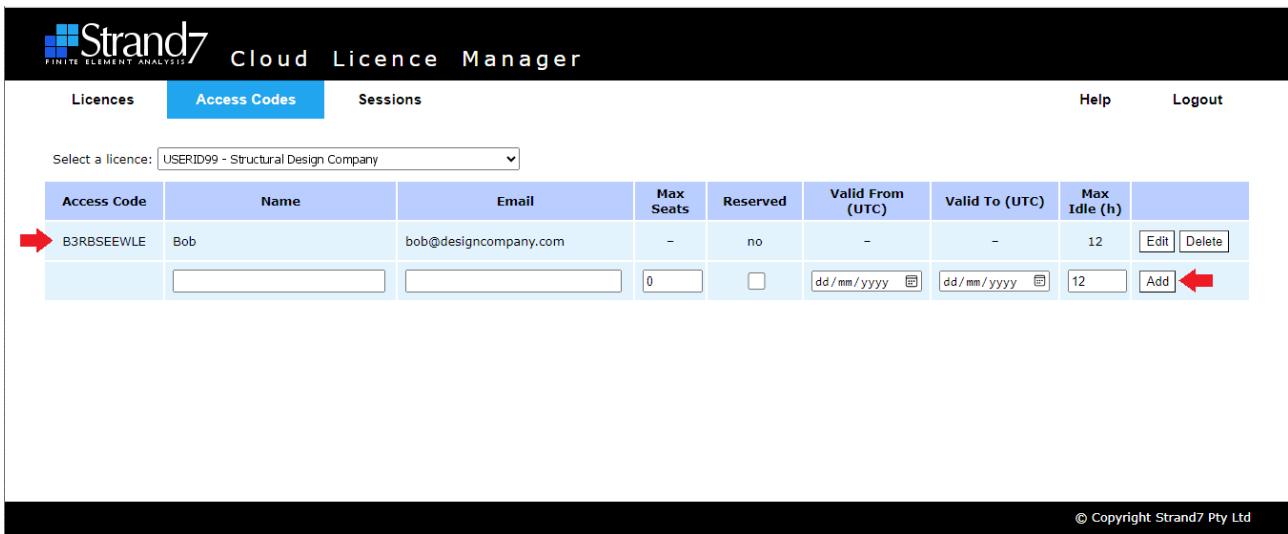 Strand7
FINITE ELEMENT ANALYSIS
Cloud Licence Manager
Licences Access Codes Sessions Help Logout
Select a licence: USERID99 - Structural Design Company
Access Code Name Email Max Seats Reserved Valid From (UTC) Valid To (UTC) Max Idle (h)
B3RBSEEWLE Bob bob@designcompany.com – no – – 12 Edit Delete
0 dd/mm/yyyy dd/mm/yyyy 12 Add
© Copyright Strand7 Pty Ltd